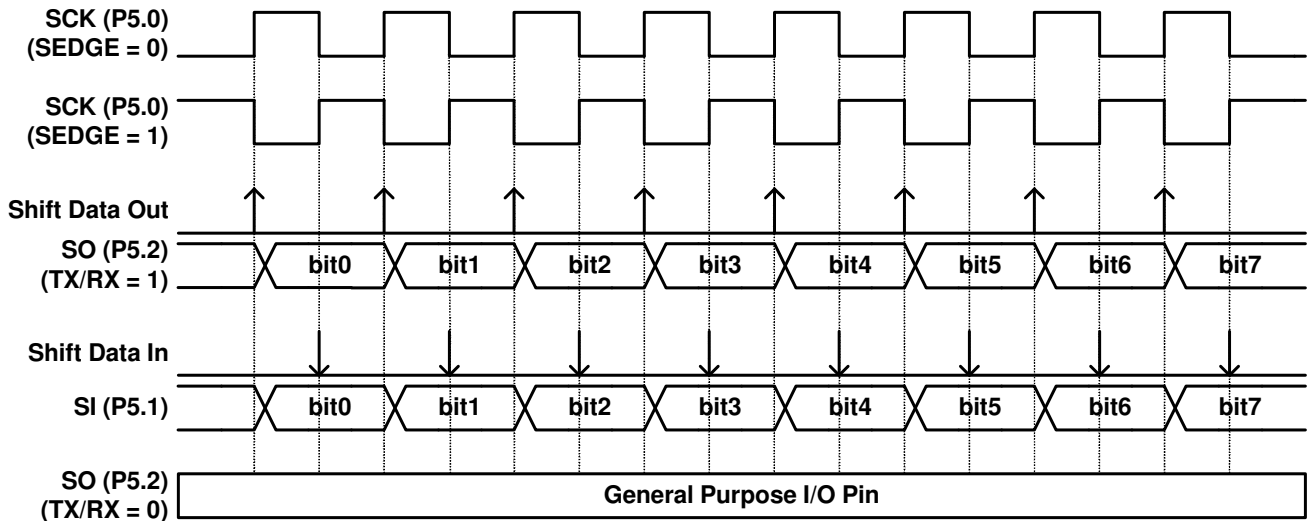 SCK (P5.0)
(SEDGE = 0)
SCK (P5.0)
(SEDGE = 1)
Shift Data Out
SO (P5.2)
(TX/RX = 1)
bit0 bit1 bit2 bit3 bit4 bit5 bit6 bit7
Shift Data In
SI (P5.1)
bit0 bit1 bit2 bit3 bit4 bit5 bit6 bit7
SO (P5.2)
(TX/RX = 0)
General Purpose I/O Pin